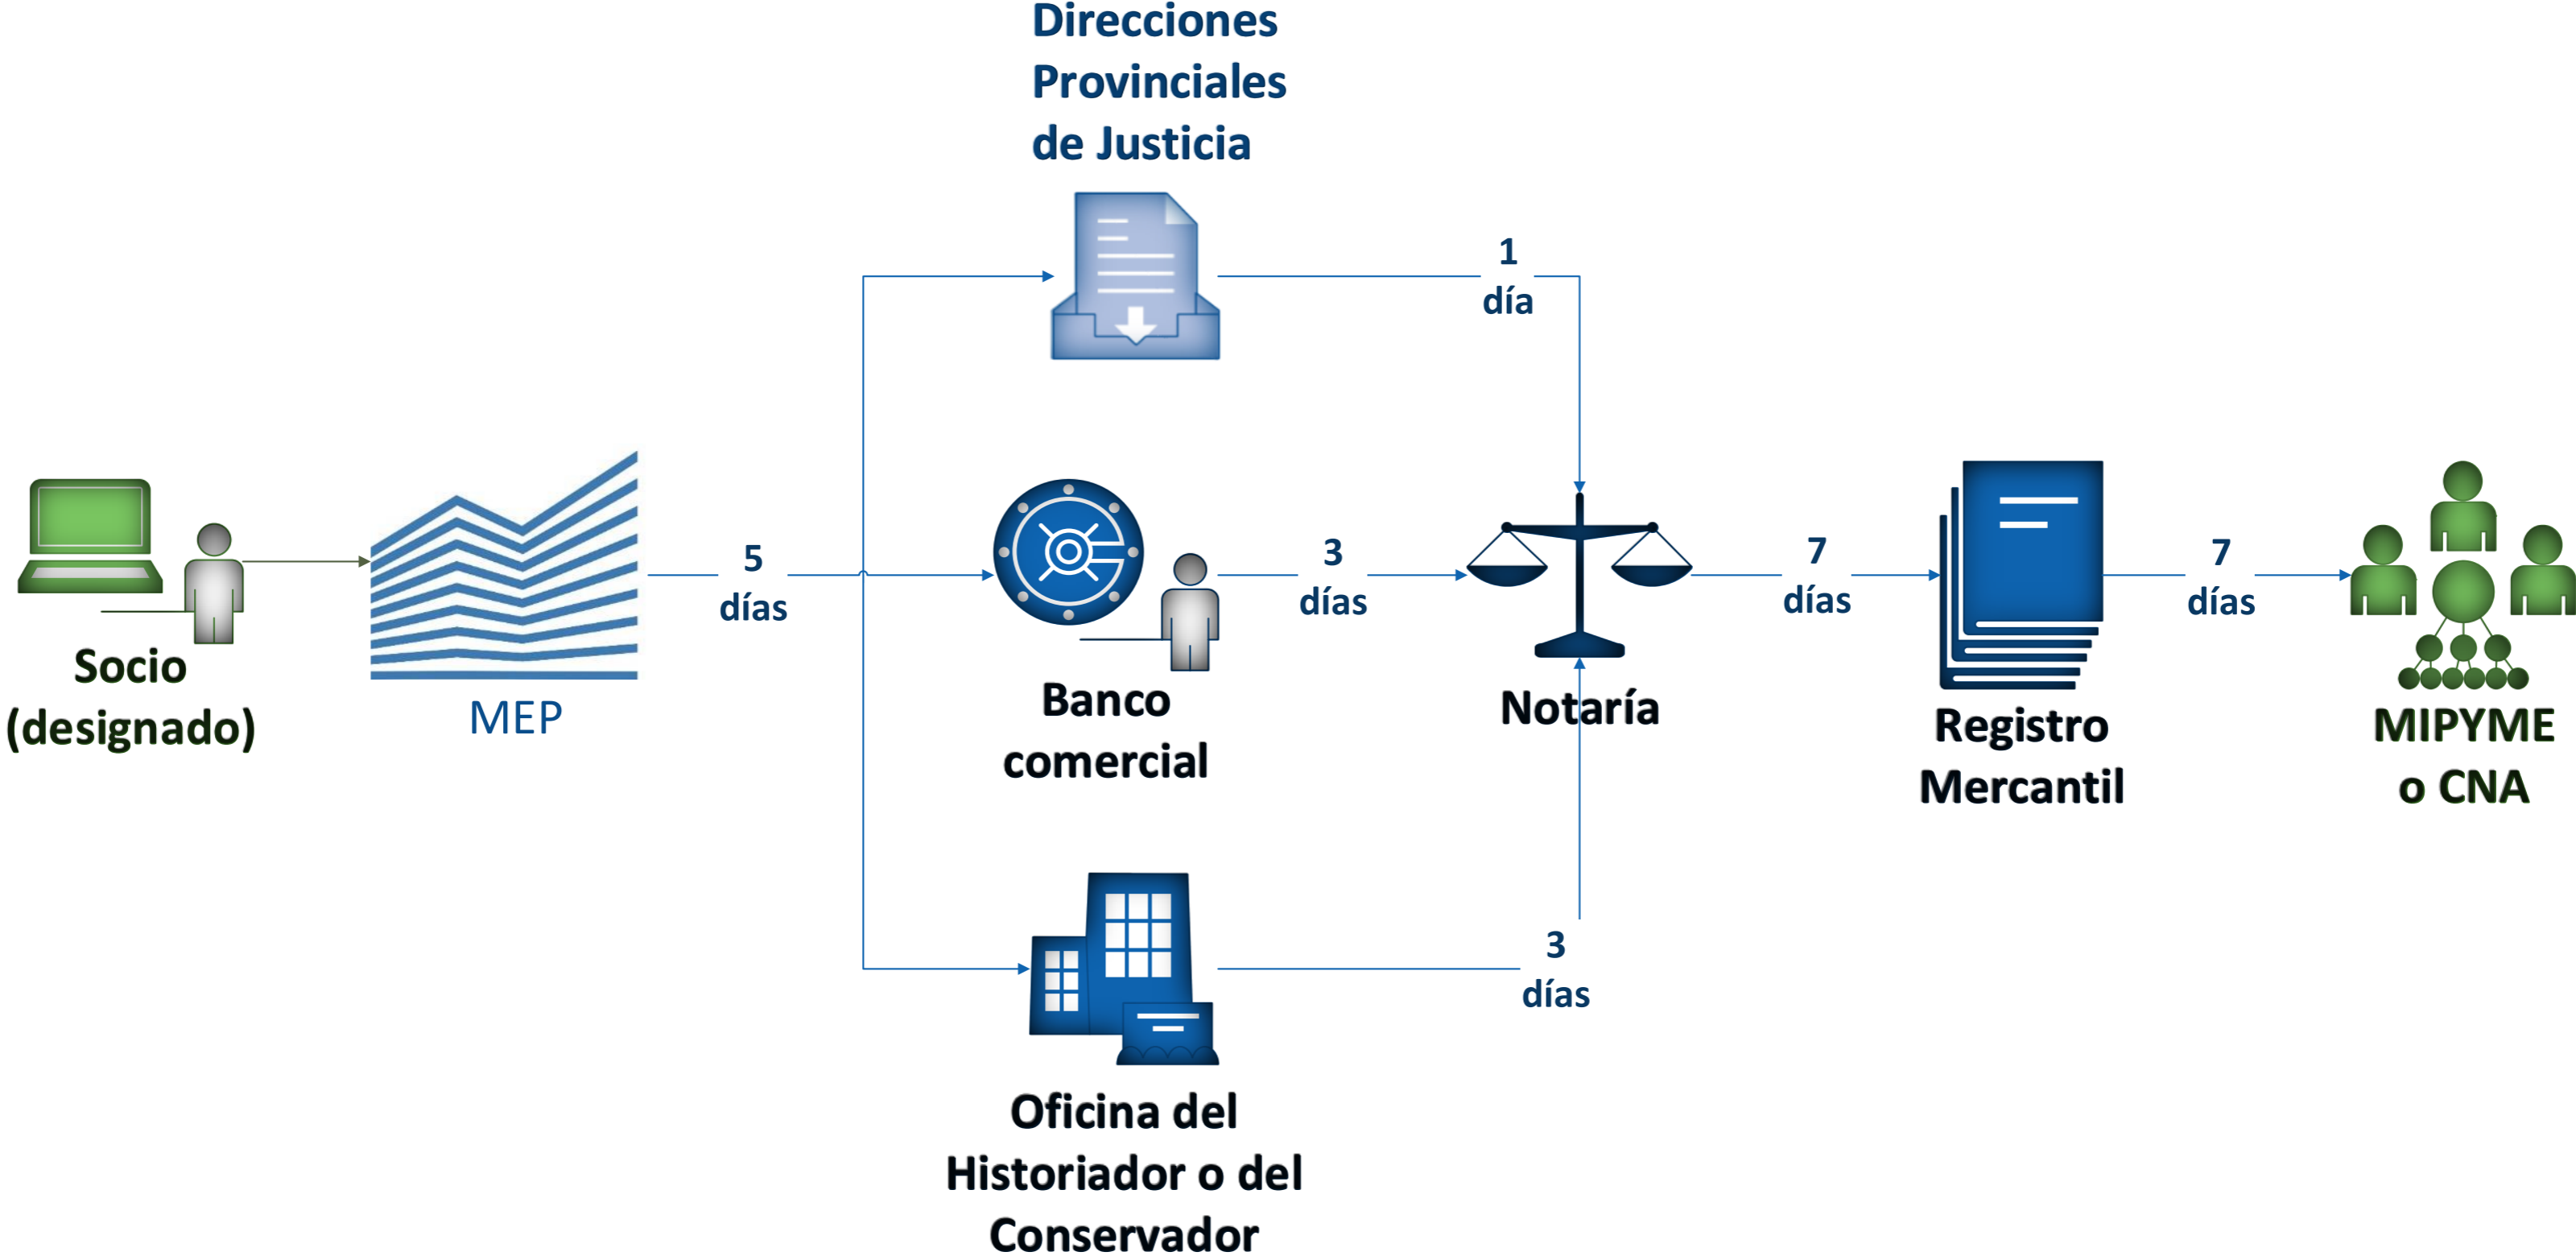 Direcciones
Provinciales
de Justicia
1
día
Socio
(designado)
MEP
5
días
Banco
comercial
3
días
Notaría
7
días
Registro
Mercantil
7
días
MIPYME
o CNA
3
días
Oficina del
Historiador o del
Conservador